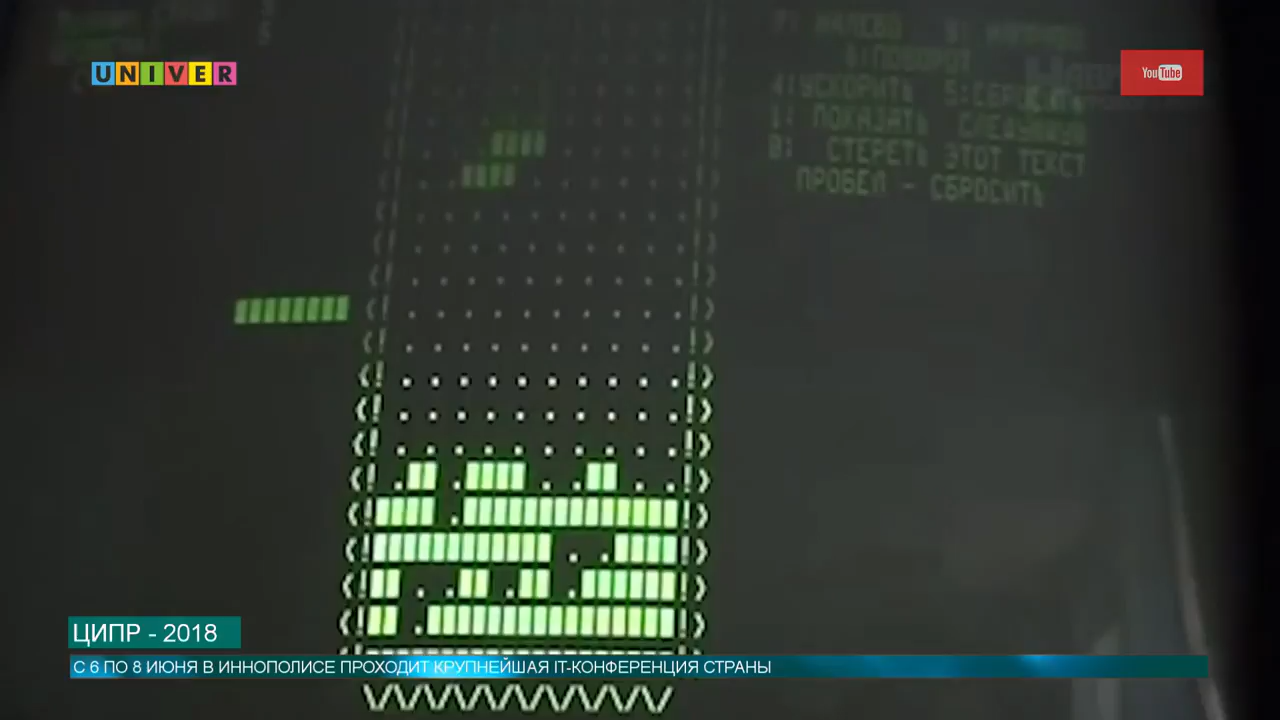 UNIVER
YouTube
7: НАЛЕВО 9: НАПРАВО
8:ПОВОРОТ
4:УСКОРИТЬ 5:СБРОСИТЬ
1: ПОКАЗАТЬ СЛЕДУЮЩУЮ
0: СТЕРЕТЬ ЭТОТ ТЕКСТ
ПРОБЕЛ - СБРОСИТЬ
ЦИПР - 2018
С 6 ПО 8 ИЮНЯ В ИННОПОЛИСЕ ПРОХОДИТ КРУПНЕЙШАЯ IT-КОНФЕРЕНЦИЯ СТРАНЫ